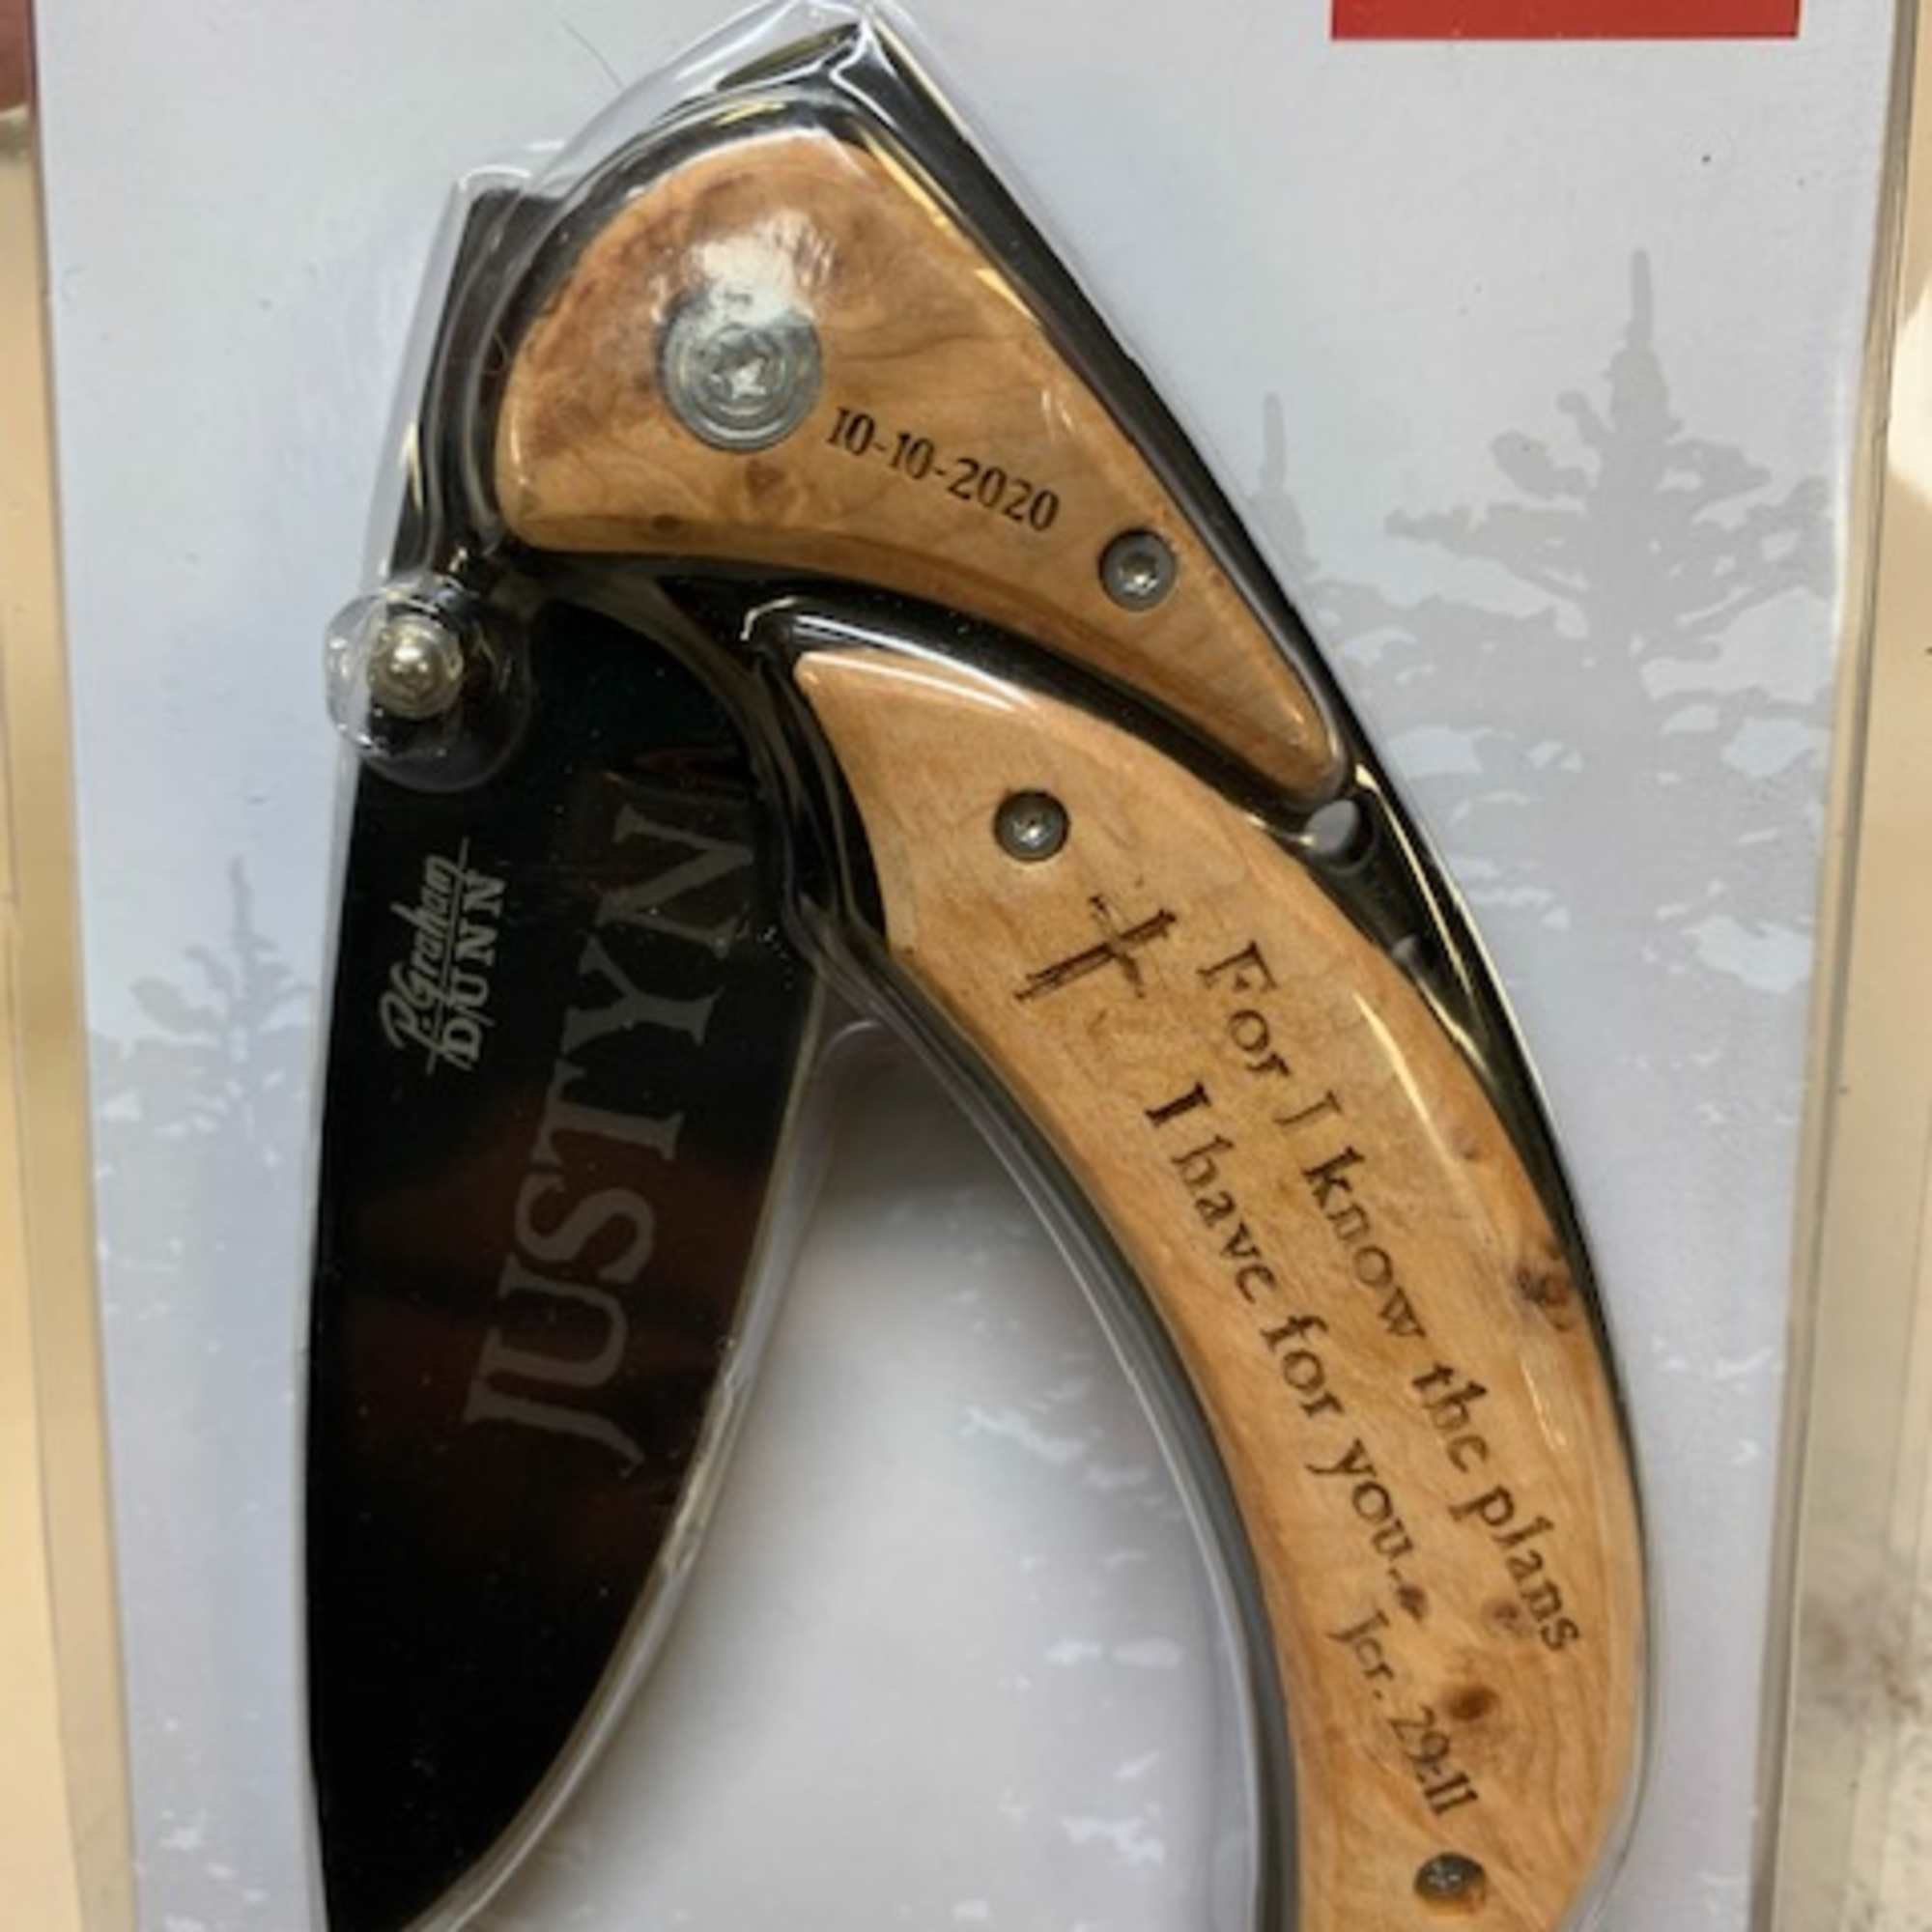 10-10-2020
P. Graham
DUNN
JUSTYN
For I know the plans
I have for you...
Jer. 29:11